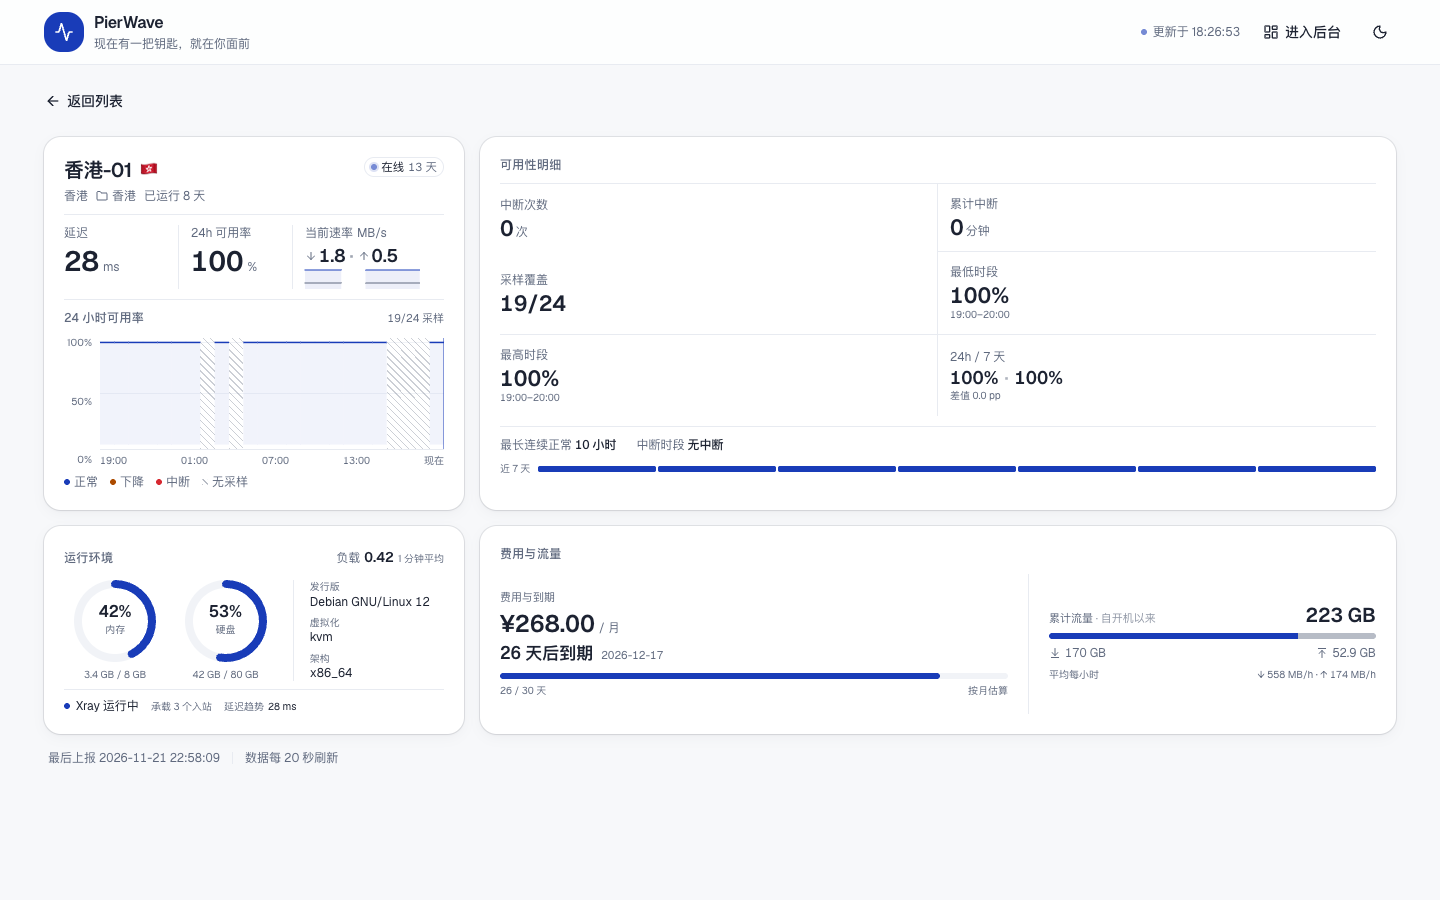 PierWave
现在有一把钥匙，就在你面前
更新于 18:26:53
进入后台
返回列表
香港-01
在线 13 天
香港 香港 已运行 8 天
延迟
28 ms
24h 可用率
100 %
当前速率 MB/s
↓ 1.8 · ↑ 0.5
24 小时可用率
19/24 采样
100%
50%
0%
19:00 01:00 07:00 13:00 现在
正常 下降 中断 无采样
可用性明细
中断次数
0 次
累计中断
0 分钟
采样覆盖
19/24
最低时段
100%
19:00–20:00
最高时段
100%
19:00–20:00
24h / 7 天
100% · 100%
差值 0.0 pp
最长连续正常 10 小时 中断时段 无中断
近 7 天
运行环境
负载 0.42 1 分钟平均
42%
内存
3.4 GB / 8 GB
53%
硬盘
42 GB / 80 GB
发行版
Debian GNU/Linux 12
虚拟化
kvm
架构
x86_64
Xray 运行中 承载 3 个入站 延迟趋势 28 ms
费用与流量
费用与到期
¥268.00 / 月
26 天后到期 2026-12-17
26 / 30 天
按月估算
累计流量 · 自开机以来
223 GB
170 GB
52.9 GB
平均每小时
↓ 558 MB/h · ↑ 174 MB/h
最后上报 2026-11-21 22:58:09
数据每 20 秒刷新